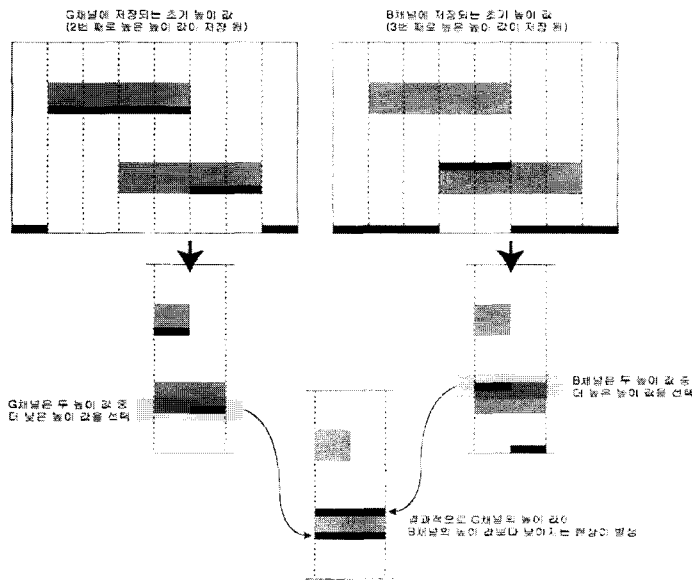 G채널에 저장되는 초기 높이 값
(2번 째로 높은 높이 값이 저장 됨)
B채널에 저장되는 초기 높이 값
(3번 째로 높은 높이 값이 저장 됨)
G채널은 두 높이 값 중
더 낮은 높이 값을 선택
B채널은 두 높이 값 중
더 높은 높이 값을 선택
결과적으로 G채널의 높이 값이
B채널의 높이 값보다 낮아지는 현상이 발생